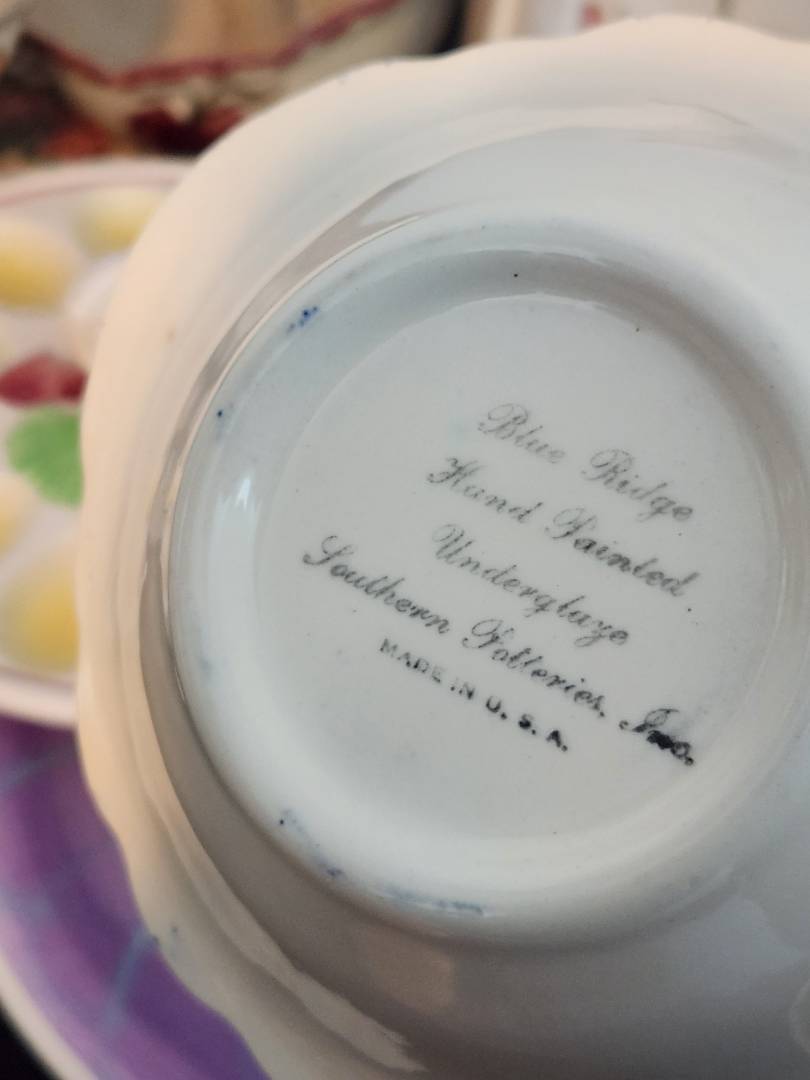 Blue Ridge
Hand Painted
Underglaze
Southern Potteries, Inc.
MADE IN U. S. A.